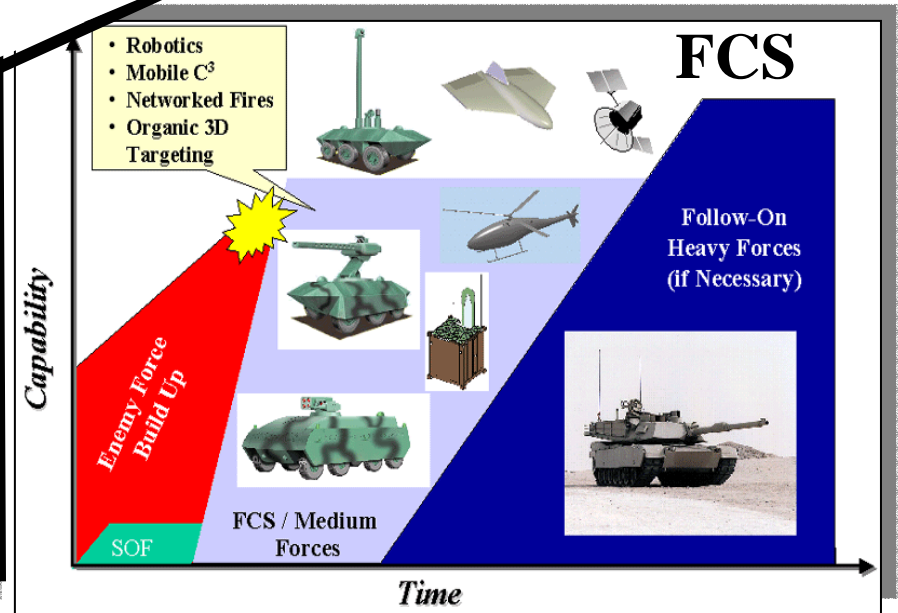 • Robotics
• Mobile C³
• Networked Fires
• Organic 3D
Targeting
FCS
Follow-On
Heavy Forces
(if Necessary)
Capability
Enemy Force
Build Up
SOF
FCS / Medium
Forces
Time